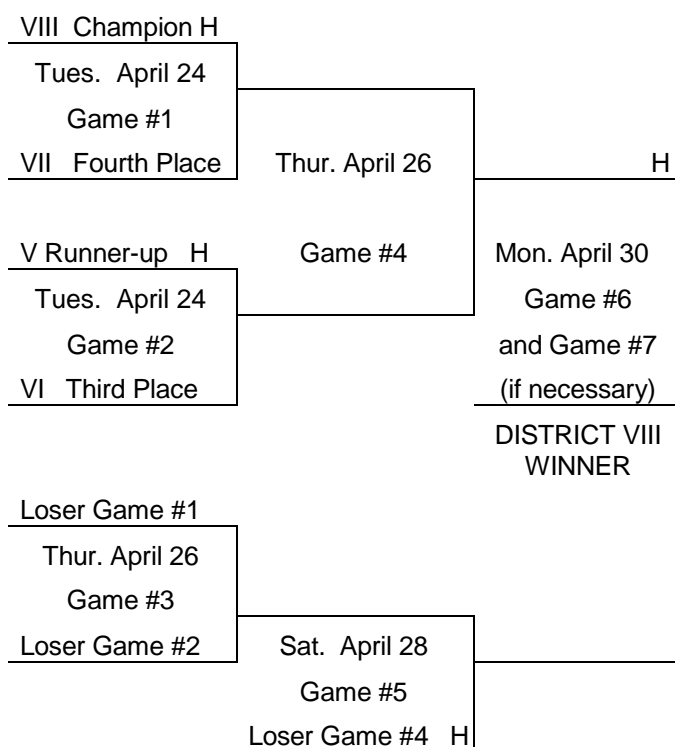 VIII Champion H
Tues. April 24
Game #1
VII Fourth Place
Thur. April 26
H
V Runner-up H
Game #4
Mon. April 30
Tues. April 24
Game #6
Game #2
and Game #7
VI Third Place
(if necessary)
DISTRICT VIII
WINNER
Loser Game #1
Thur. April 26
Game #3
Loser Game #2
Sat. April 28
Game #5
Loser Game #4 H